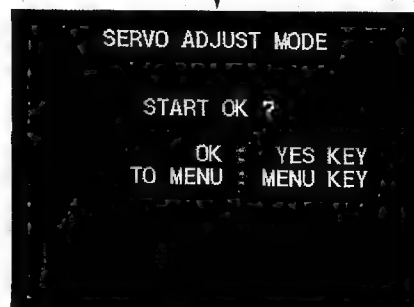 SERVO ADJUST MODE
START OK ?
OK : YES KEY
TO MENU : MENU KEY